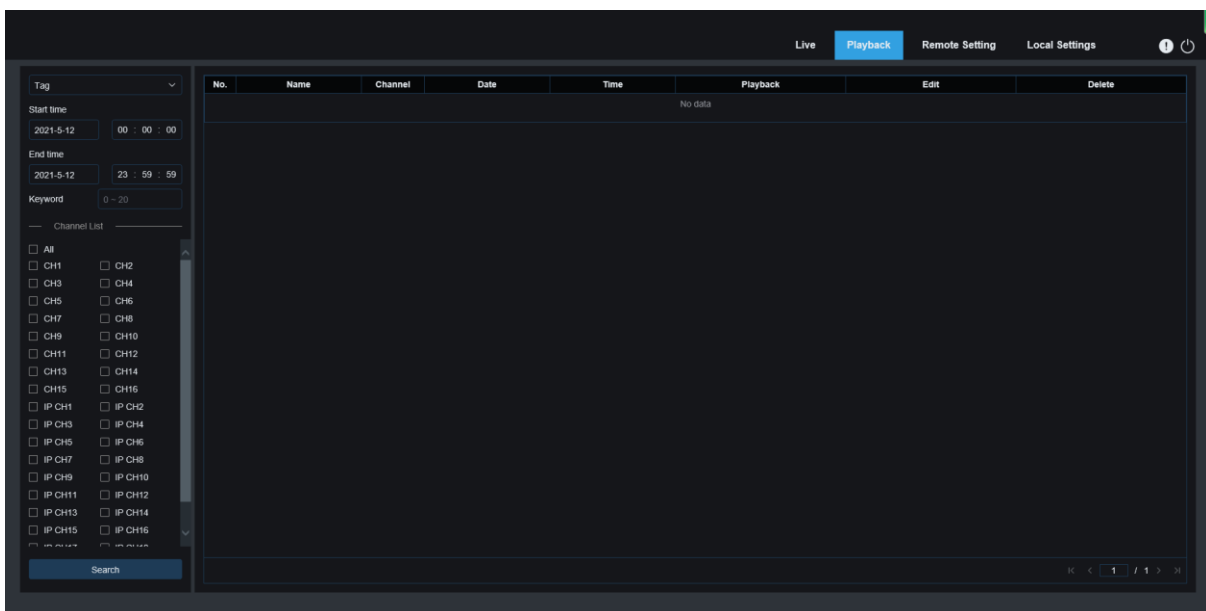 Live Playback Remote Setting Local Settings
Tag
No. Name Channel Date Time Playback Edit Delete
No data
Start time
2021-5-12 00 : 00 : 00
End time
2021-5-12 23 : 59 : 59
Keyword 0 ~ 20
Channel List
All
CH1 CH2
CH3 CH4
CH5 CH6
CH7 CH8
CH9 CH10
CH11 CH12
CH13 CH14
CH15 CH16
IP CH1 IP CH2
IP CH3 IP CH4
IP CH5 IP CH6
IP CH7 IP CH8
IP CH9 IP CH10
IP CH11 IP CH12
IP CH13 IP CH14
IP CH15 IP CH16
Search
1 / 1